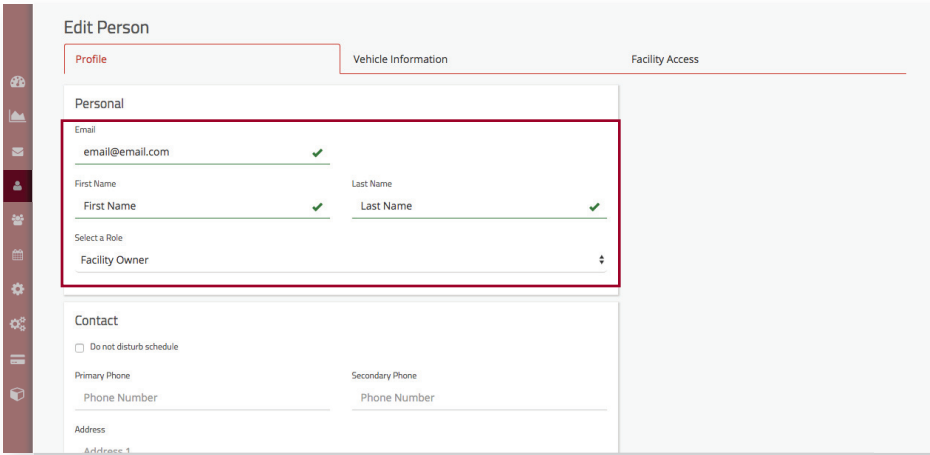 Edit Person
Profile Vehicle Information Facility Access
Personal
Email
email@email.com
First Name Last Name
First Name Last Name
Select a Role
Facility Owner
Contact
Do not disturb schedule
Primary Phone Secondary Phone
Phone Number Phone Number
Address
Address 1